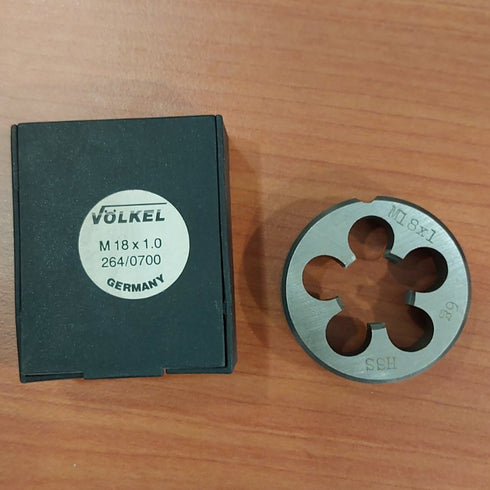 VÖLKEL
M 18 x 1.0
264/0700
GERMANY
M18x1
6g
HSS